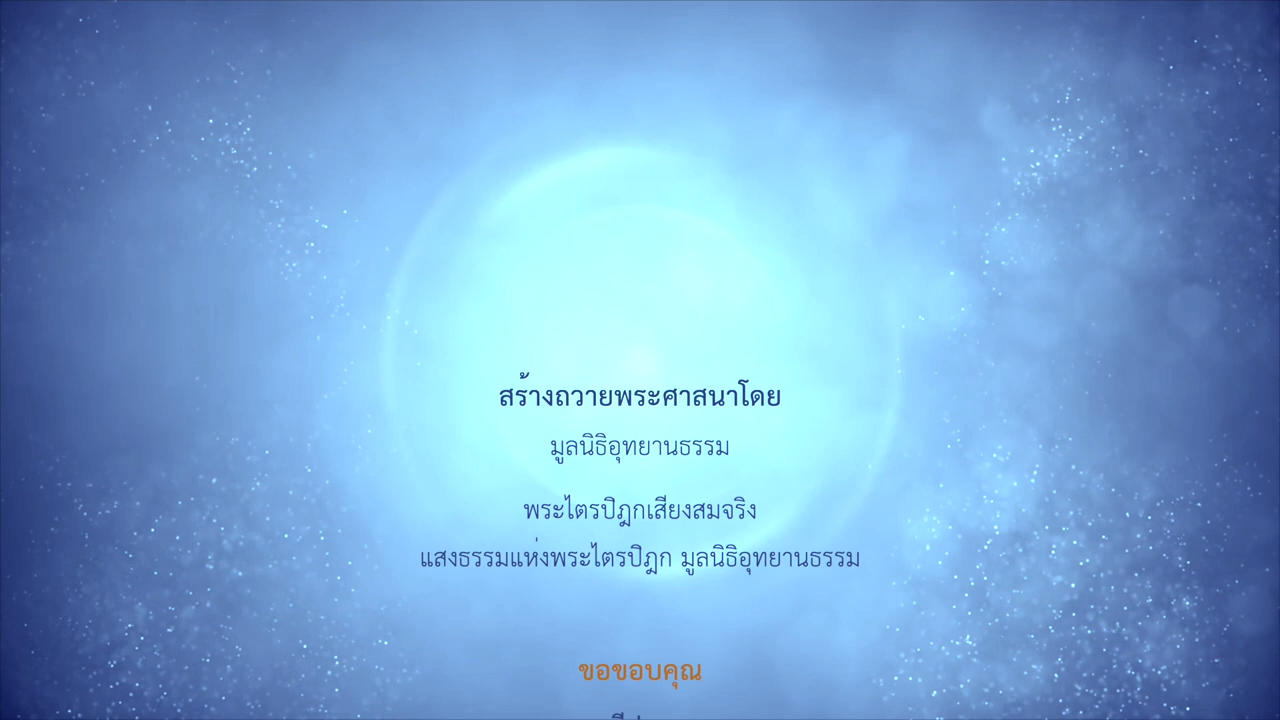 สร้างถวายพระศาสนาโดย
มูลนิธิอุทยานธรรม
พระไตรปิฎกเสียงสมจริง
แสงธรรมแห่งพระไตรปิฎก มูลนิธิอุทยานธรรม
ขอขอบคุณ